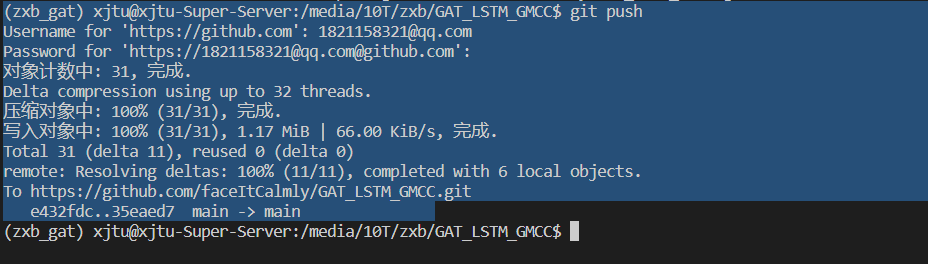 (zxb_gat) xjtu@xjtu-Super-Server:/media/10T/zxb/GAT_LSTM_GMCC$ git push
Username for 'https://github.com': 1821158321@qq.com
Password for 'https://1821158321@qq.com@github.com':
对象计数中: 31, 完成.
Delta compression using up to 32 threads.
压缩对象中: 100% (31/31), 完成.
写入对象中: 100% (31/31), 1.17 MiB | 66.00 KiB/s, 完成.
Total 31 (delta 11), reused 0 (delta 0)
remote: Resolving deltas: 100% (11/11), completed with 6 local objects.
To https://github.com/faceItCalmly/GAT_LSTM_GMCC.git
   e432fdc..35eaed7  main -> main
(zxb_gat) xjtu@xjtu-Super-Server:/media/10T/zxb/GAT_LSTM_GMCC$